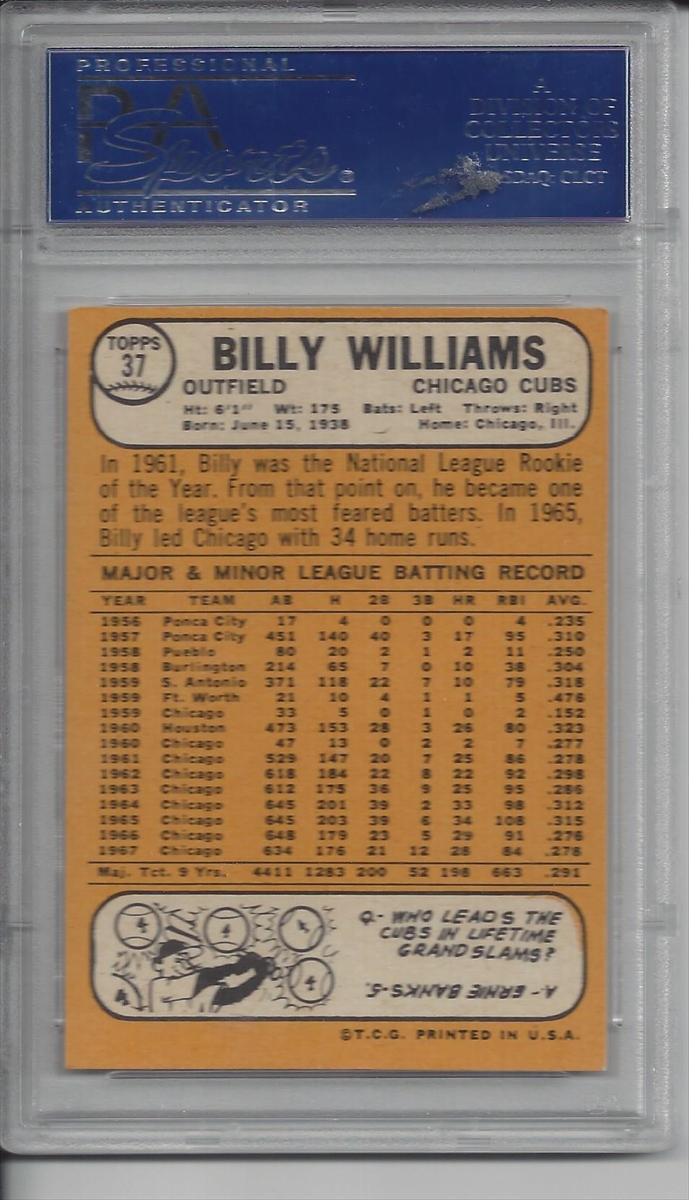 PROFESSIONAL
PSA
Sports®
AUTHENTICATOR
A
DIVISION OF
COLLECTORS
UNIVERSE
CLCT
TOPPS
37
BILLY WILLIAMS
OUTFIELD CHICAGO CUBS
Ht: 6'1" Wt: 175 Bats: Left Throws: Right
Born: June 15, 1938 Home: Chicago, Ill.
In 1961, Billy was the National League Rookie
of the Year. From that point on, he became one
of the league's most feared batters. In 1965,
Billy led Chicago with 34 home runs.
MAJOR & MINOR LEAGUE BATTING RECORD
YEAR TEAM AB H 2B 3B HR RBI AVG.
1956 Ponca City 17 4 0 0 0 4 .235
1957 Ponca City 451 140 40 3 17 95 .310
1958 Pueblo 80 20 2 1 2 11 .250
1958 Burlington 214 65 7 0 10 38 .304
1959 S. Antonio 371 118 22 7 10 79 .318
1959 Ft. Worth 21 10 4 1 1 5 .476
1959 Chicago 33 5 0 1 0 2 .152
1960 Houston 473 153 28 3 26 80 .323
1960 Chicago 47 13 0 2 2 7 .277
1961 Chicago 529 147 20 7 25 86 .278
1962 Chicago 618 184 22 8 22 92 .298
1963 Chicago 612 175 36 9 25 95 .286
1964 Chicago 645 201 39 2 33 98 .312
1965 Chicago 645 203 39 6 34 108 .315
1966 Chicago 648 179 23 5 29 91 .276
1967 Chicago 634 176 21 12 28 84 .278
Maj. Tct. 9 Yrs. 4411 1283 200 52 198 663 .291
4 4 4 4 4
Q.- WHO LEADS THE
CUBS IN LIFETIME
GRAND SLAMS?
A.- ERNIE BANKS-5.
©T.C.G. PRINTED IN U.S.A.